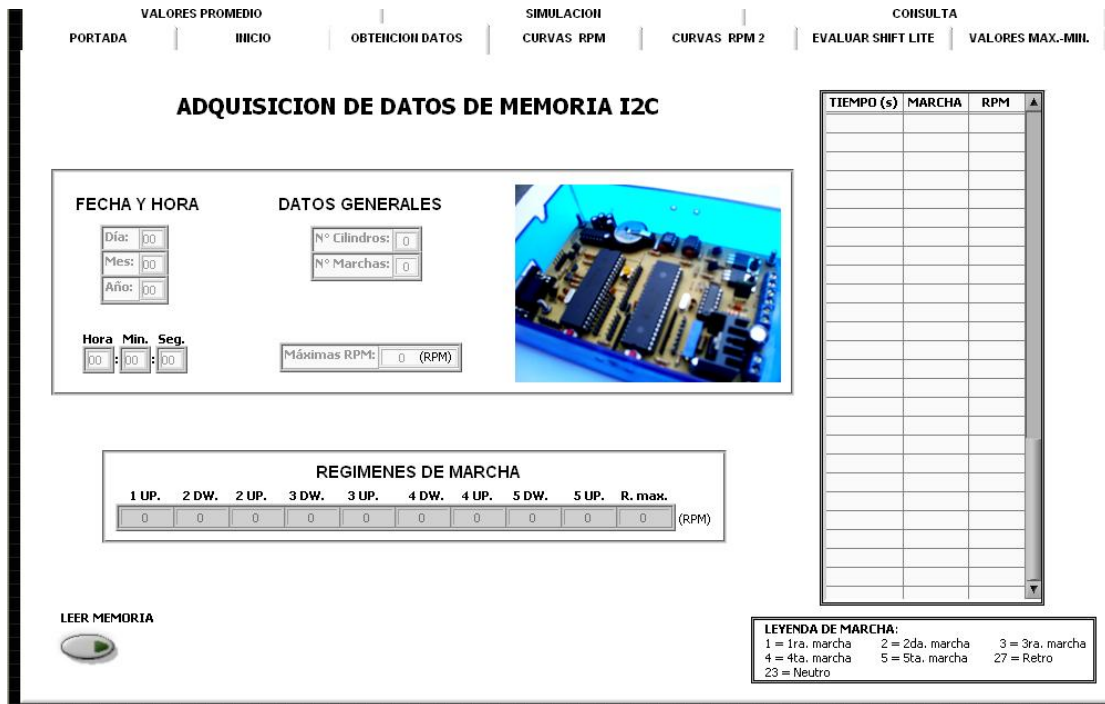 VALORES PROMEDIO SIMULACION CONSULTA
PORTADA INICIO OBTENCION DATOS CURVAS RPM CURVAS RPM 2 EVALUAR SHIFT LITE VALORES MAX.-MIN.
ADQUISICION DE DATOS DE MEMORIA I2C
TIEMPO (s) MARCHA RPM
FECHA Y HORA
Día: 00
Mes: 00
Año: 00
Hora Min. Seg.
00 : 00 : 00
DATOS GENERALES
Nº Cilindros: 0
Nº Marchas: 0
Máximas RPM: 0 (RPM)
REGIMENES DE MARCHA
1 UP. 2 DW. 2 UP. 3 DW. 3 UP. 4 DW. 4 UP. 5 DW. 5 UP. R. max.
0 0 0 0 0 0 0 0 0 0 (RPM)
LEER MEMORIA
LEYENDA DE MARCHA:
1 = 1ra. marcha 2 = 2da. marcha 3 = 3ra. marcha
4 = 4ta. marcha 5 = 5ta. marcha 27 = Retro
23 = Neutro